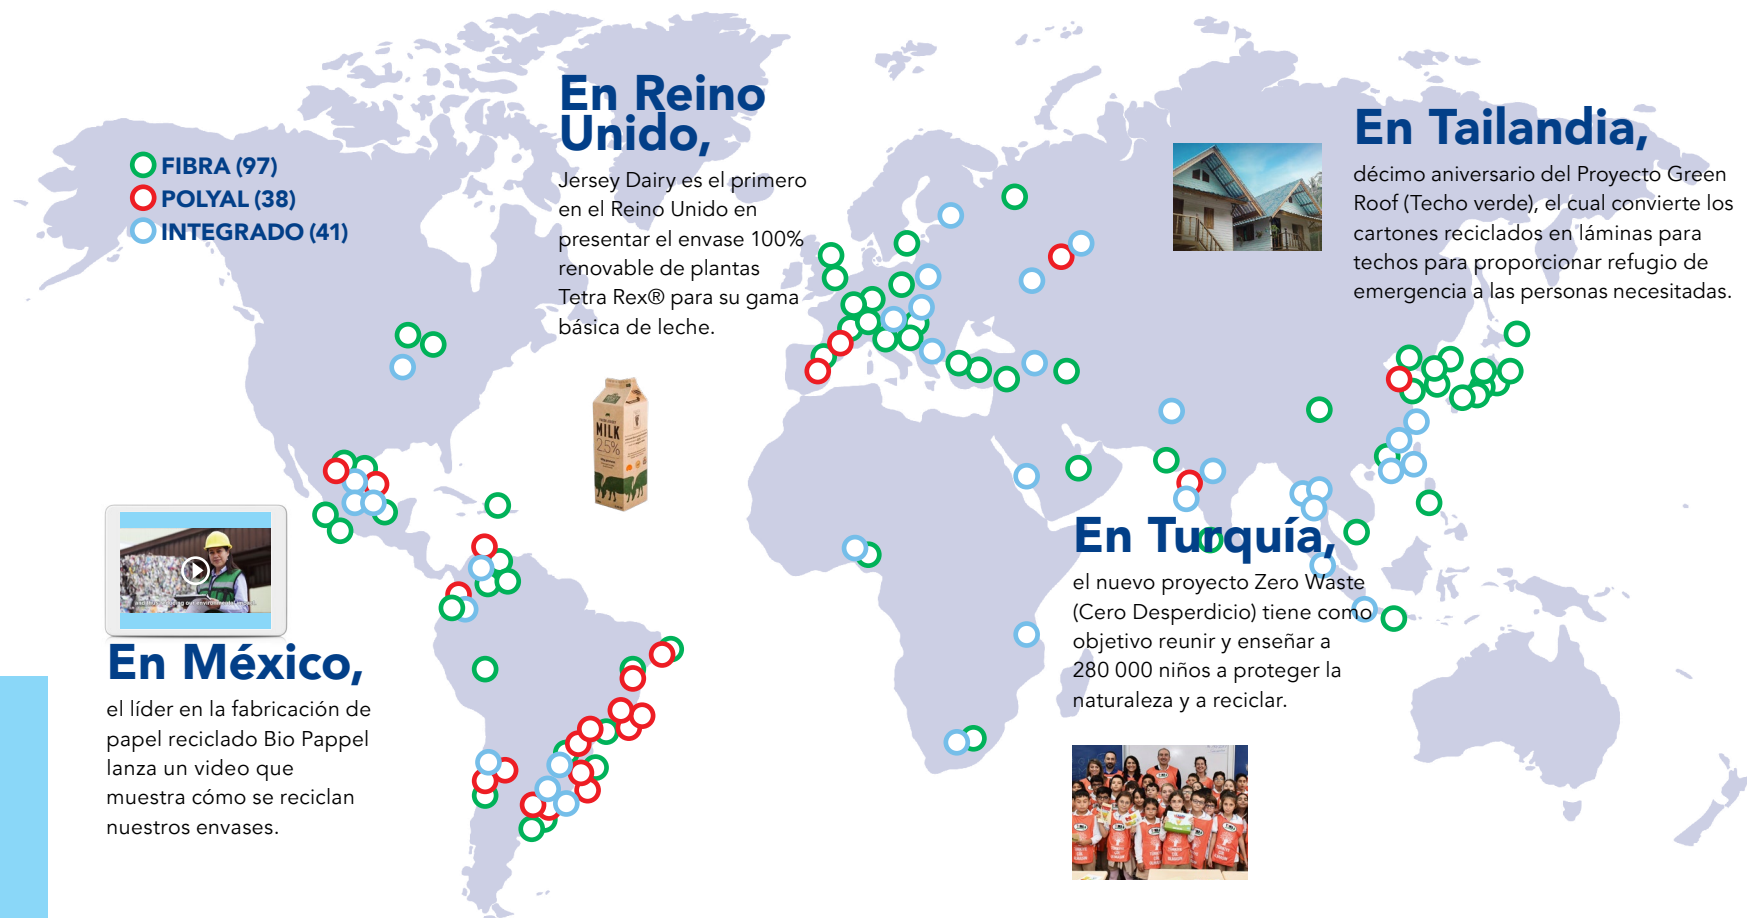 En Reino
Unido,
Jersey Dairy es el primero
en el Reino Unido en
presentar el envase 100%
renovable de plantas
Tetra Rex® para su gama
básica de leche.
En Tailandia,
décimo aniversario del Proyecto Green
Roof (Techo verde), el cual convierte los
cartones reciclados en láminas para
techos para proporcionar refugio de
emergencia a las personas necesitadas.
FIBRA (97)
POLYAL (38)
INTEGRADO (41)
MILK
2.5%
En Turquía,
el nuevo proyecto Zero Waste
(Cero Desperdicio) tiene como
objetivo reunir y enseñar a
280 000 niños a proteger la
naturaleza y a reciclar.
En México,
el líder en la fabricación de
papel reciclado Bio Pappel
lanza un video que
muestra cómo se reciclan
nuestros envases.